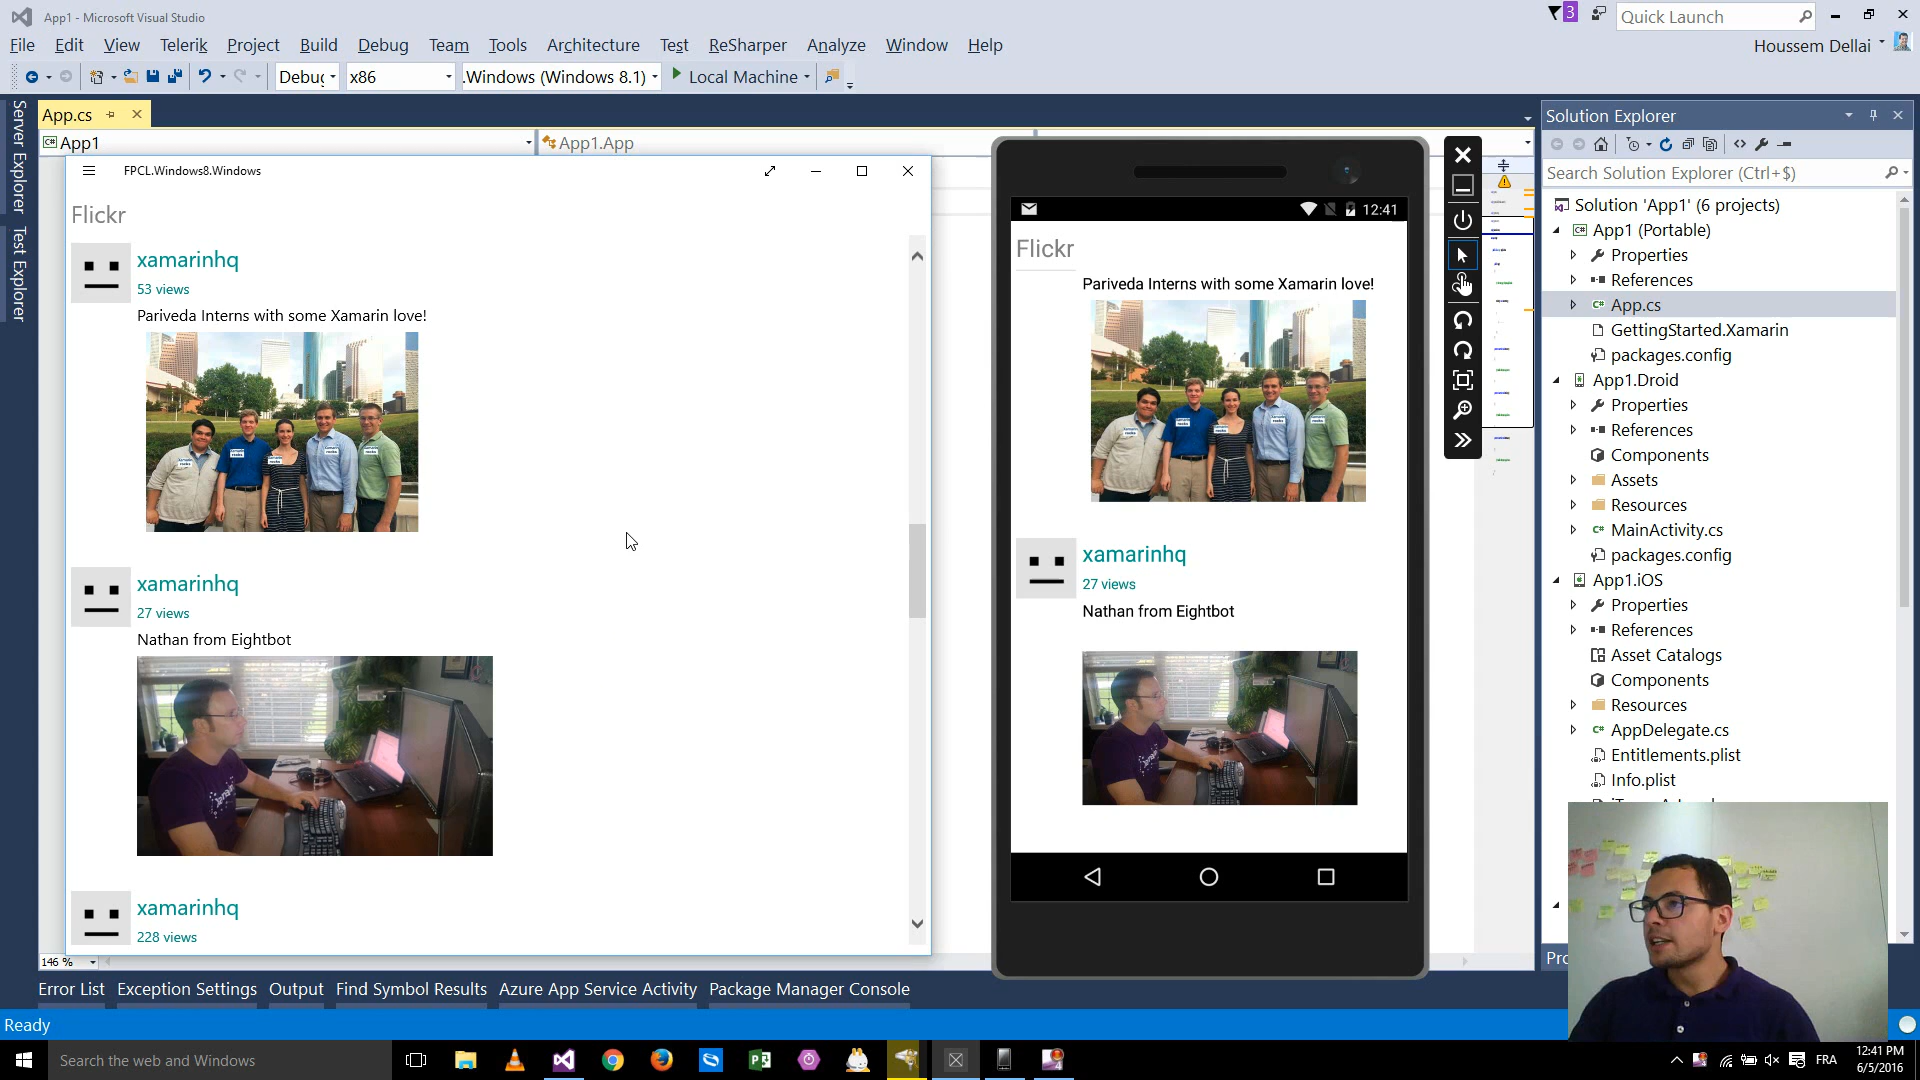 App1 - Microsoft Visual Studio
3
Quick Launch
File Edit View Telerik Project Build Debug Team Tools Architecture Test ReSharper Analyze Window Help
Houssem Dellai
Debug x86 .Windows (Windows 8.1) Local Machine
Server Explorer
Test Explorer
App.cs
App1
App1.App
FPCL.Windows8.Windows
Flickr
xamarinhq
53 views
Pariveda Interns with some Xamarin love!
xamarinhq
27 views
Nathan from Eightbot
xamarinhq
228 views
12:41
Flickr
Pariveda Interns with some Xamarin love!
xamarinhq
27 views
Nathan from Eightbot
Solution Explorer
Search Solution Explorer (Ctrl+$)
Solution 'App1' (6 projects)
App1 (Portable)
Properties
References
App.cs
GettingStarted.Xamarin
packages.config
App1.Droid
Properties
References
Components
Assets
Resources
MainActivity.cs
packages.config
App1.iOS
Properties
References
Asset Catalogs
Components
Resources
AppDelegate.cs
Entitlements.plist
Info.plist
146 %
Error List Exception Settings Output Find Symbol Results Azure App Service Activity Package Manager Console
Ready
Search the web and Windows
FRA
12:41 PM
6/5/2016